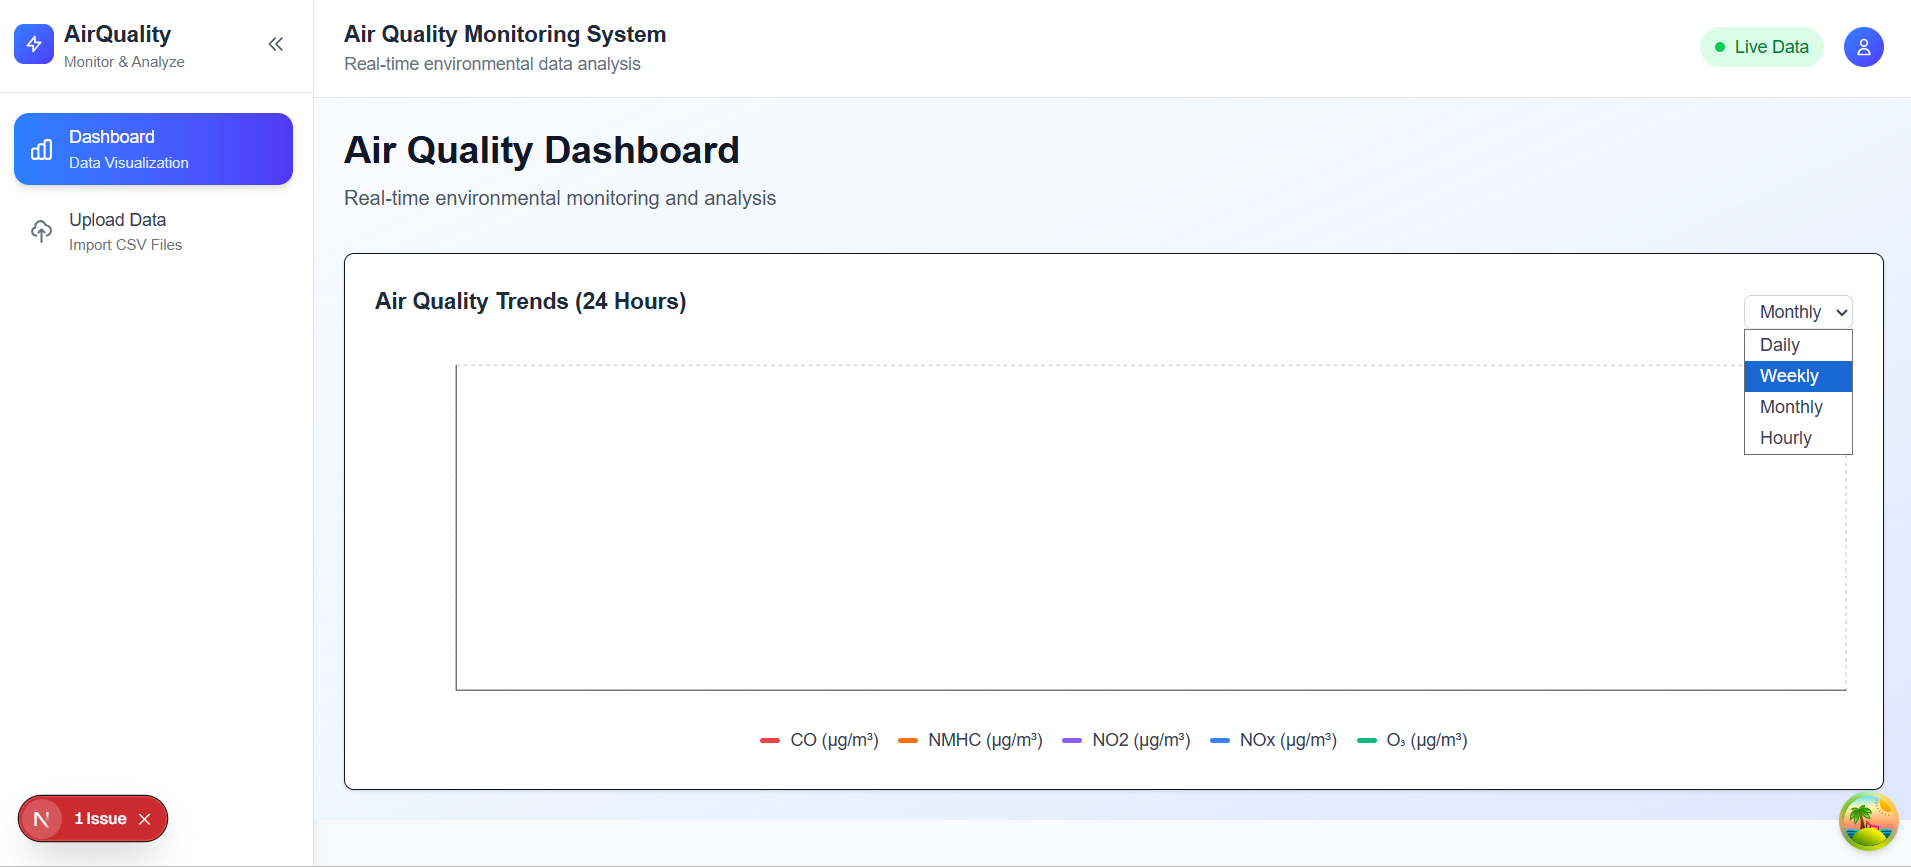 AirQuality
Monitor & Analyze
Dashboard
Data Visualization
Upload Data
Import CSV Files
N
1 Issue
Air Quality Monitoring System
Real-time environmental data analysis
Live Data
Air Quality Dashboard
Real-time environmental monitoring and analysis
Air Quality Trends (24 Hours)
Monthly
Daily
Weekly
Monthly
Hourly
CO (µg/m³) NMHC (µg/m³) NO2 (µg/m³) NOx (µg/m³) O₃ (µg/m³)